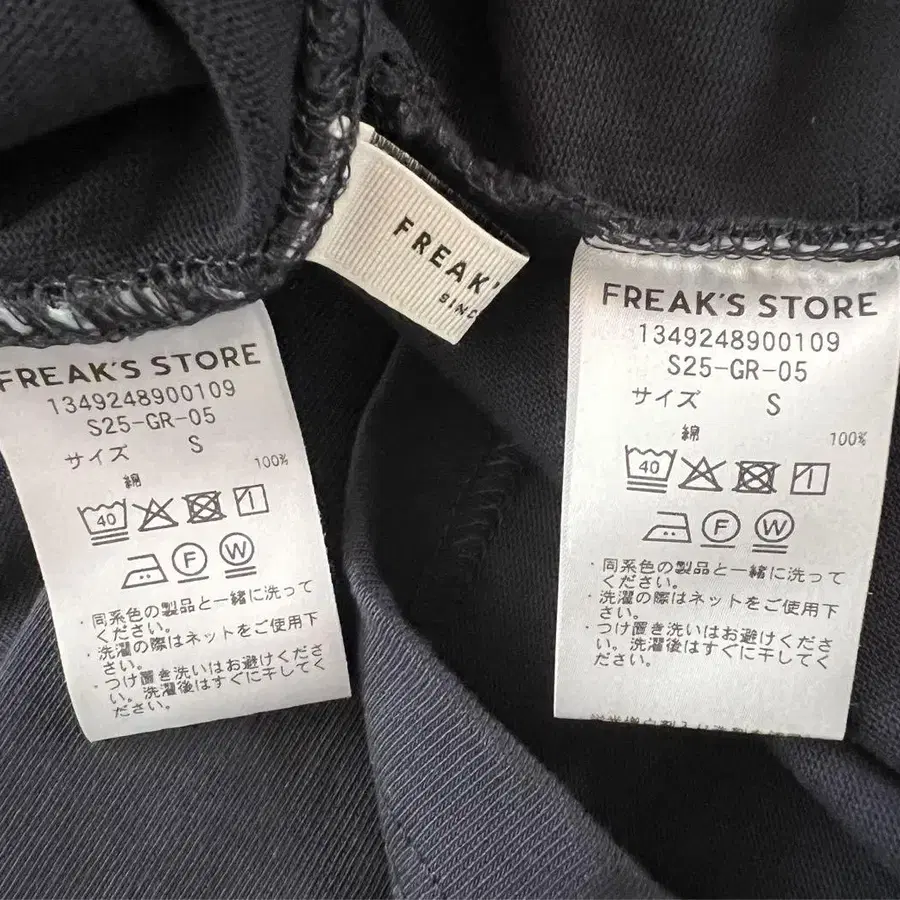 FREAK'S
SINC
FREAK'S STORE
1349248900109
S25-GR-05
サイズ S
綿 100%
40
1
F W
・同系色の製品と一緒に洗って
ください。
・洗濯の際はネットをご使用下
さい。
・つけ置き洗いはお避けくださ
い。洗濯後はすぐに干してく
ださい。
FREAK'S STORE
1349248900109
S25-GR-05
サイズ S
綿 100%
40
1
F W
・同系色の製品と一緒に洗って
ください。
・洗濯の際はネットをご使用下
さい。
・つけ置き洗いはお避けくださ
い。洗濯後はすぐに干してく
ださい。